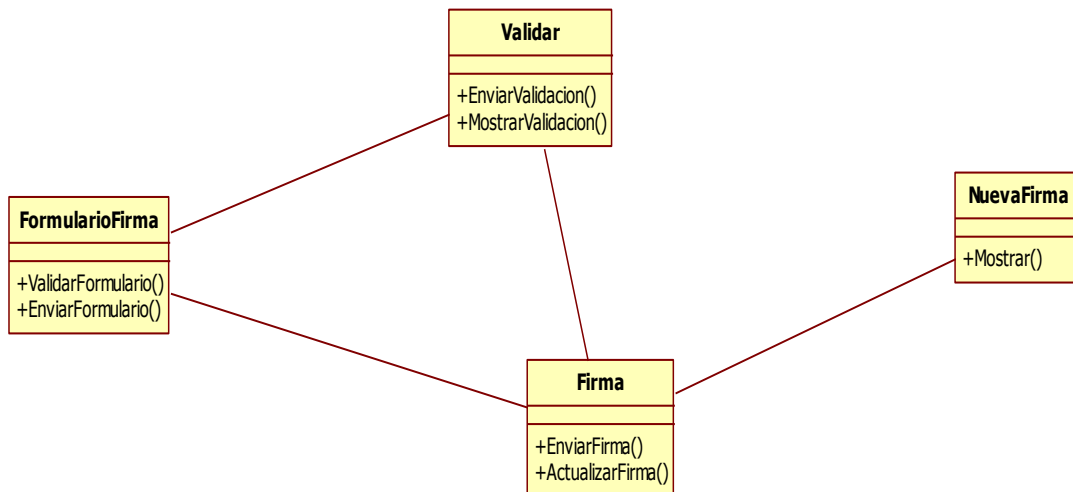 Validar
+EnviarValidacion()
+MostrarValidacion()
FormularioFirma
+ValidarFormulario()
+EnviarFormulario()
NuevaFirma
+Mostrar()
Firma
+EnviarFirma()
+ActualizarFirma()